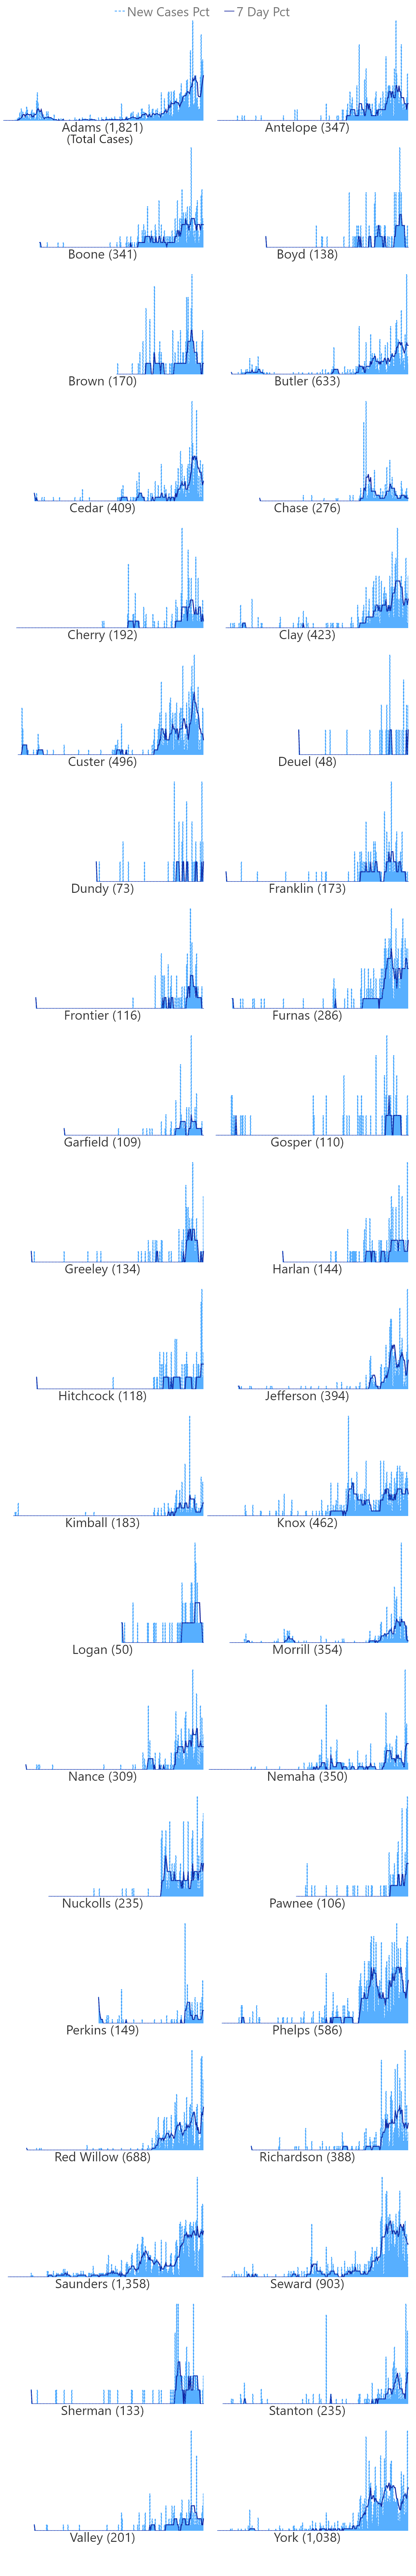 New Cases Pct 7 Day Pct
Adams (1,821) Antelope (347)
(Total Cases)
Boone (341) Boyd (138)
Brown (170) Butler (633)
Cedar (409) Chase (276)
Cherry (192) Clay (423)
Custer (496) Deuel (48)
Dundy (73) Franklin (173)
Frontier (116) Furnas (286)
Garfield (109) Gosper (110)
Greeley (134) Harlan (144)
Hitchcock (118) Jefferson (394)
Kimball (183) Knox (462)
Logan (50) Morrill (354)
Nance (309) Nemaha (350)
Nuckolls (235) Pawnee (106)
Perkins (149) Phelps (586)
Red Willow (688) Richardson (388)
Saunders (1,358) Seward (903)
Sherman (133) Stanton (235)
Valley (201) York (1,038)